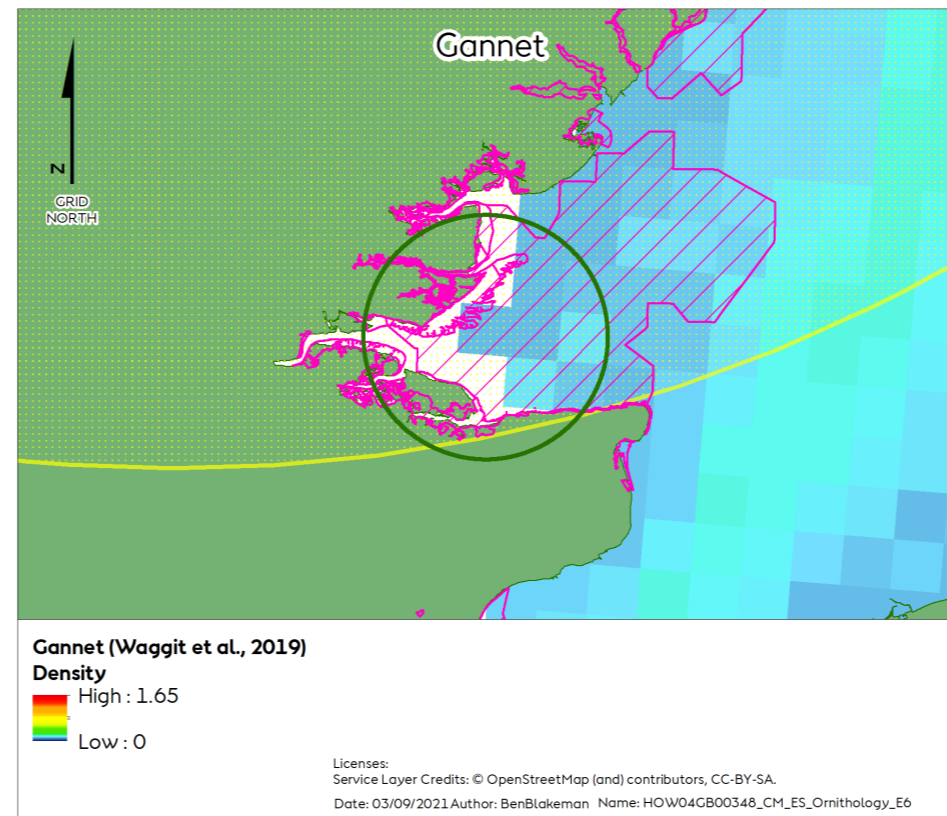 Gannet
N
GRID
NORTH
Gannet (Waggit et al., 2019)
Density
High : 1.65
Low : 0
Licenses:
Service Layer Credits: © OpenStreetMap (and) contributors, CC-BY-SA.
Date: 03/09/2021 Author: BenBlakeman Name: HOW04GB00348_CM_ES_Ornithology_E6